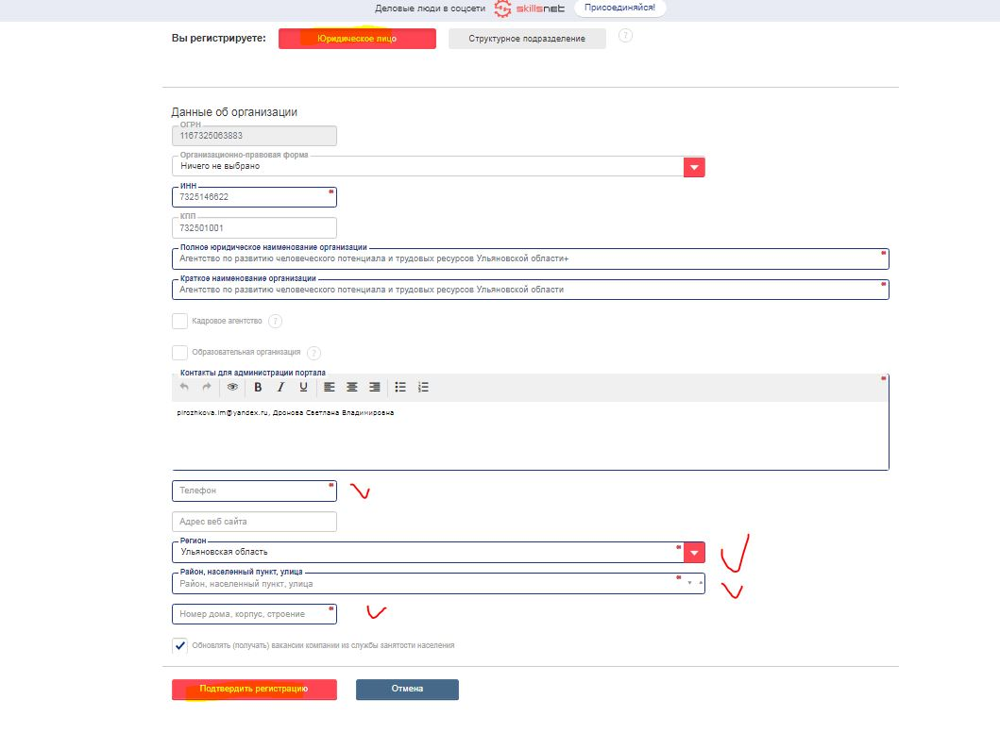 Деловые люди в соцсети skillsnet Присоединяйся!
Вы регистрируете: Юридическое лицо Структурное подразделение ?
Данные об организации
ОГРН
1167325063883
Организационно-правовая форма
Ничего не выбрано
ИНН
7325146622
КПП
732501001
Полное юридическое наименование организации
Агентство по развитию человеческого потенциала и трудовых ресурсов Ульяновской области+
Краткое наименование организации
Агентство по развитию человеческого потенциала и трудовых ресурсов Ульяновской области
Кадровое агентство ?
Образовательная организация ?
Контакты для администрации портала
B I U
pirozhkova.im@yandex.ru, Дронова Светлана Владимировна
Телефон
Адрес веб сайта
Регион
Ульяновская область
Район, населенный пункт, улица
Район, населенный пункт, улица
Номер дома, корпус, строение
Обновлять (получать) вакансии компании из службы занятости населения
Подтвердить регистрацию Отмена